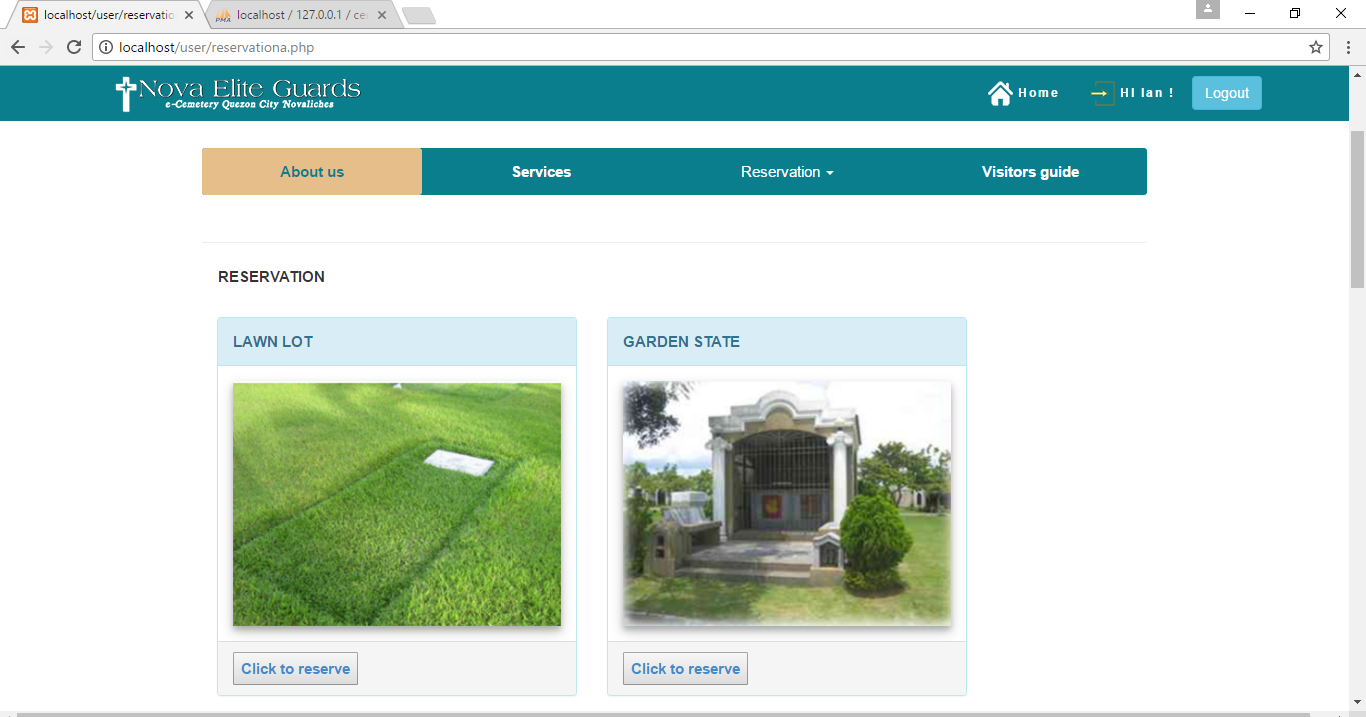 localhost/user/reservatio
localhost / 127.0.0.1 / ce
localhost/user/reservationa.php
Nova Elite Guards
e-Cemetery Quezon City Novaliches
Home
HI Ian !
Logout
About us
Services
Reservation
Visitors guide
RESERVATION
LAWN LOT
GARDEN STATE
Click to reserve
Click to reserve